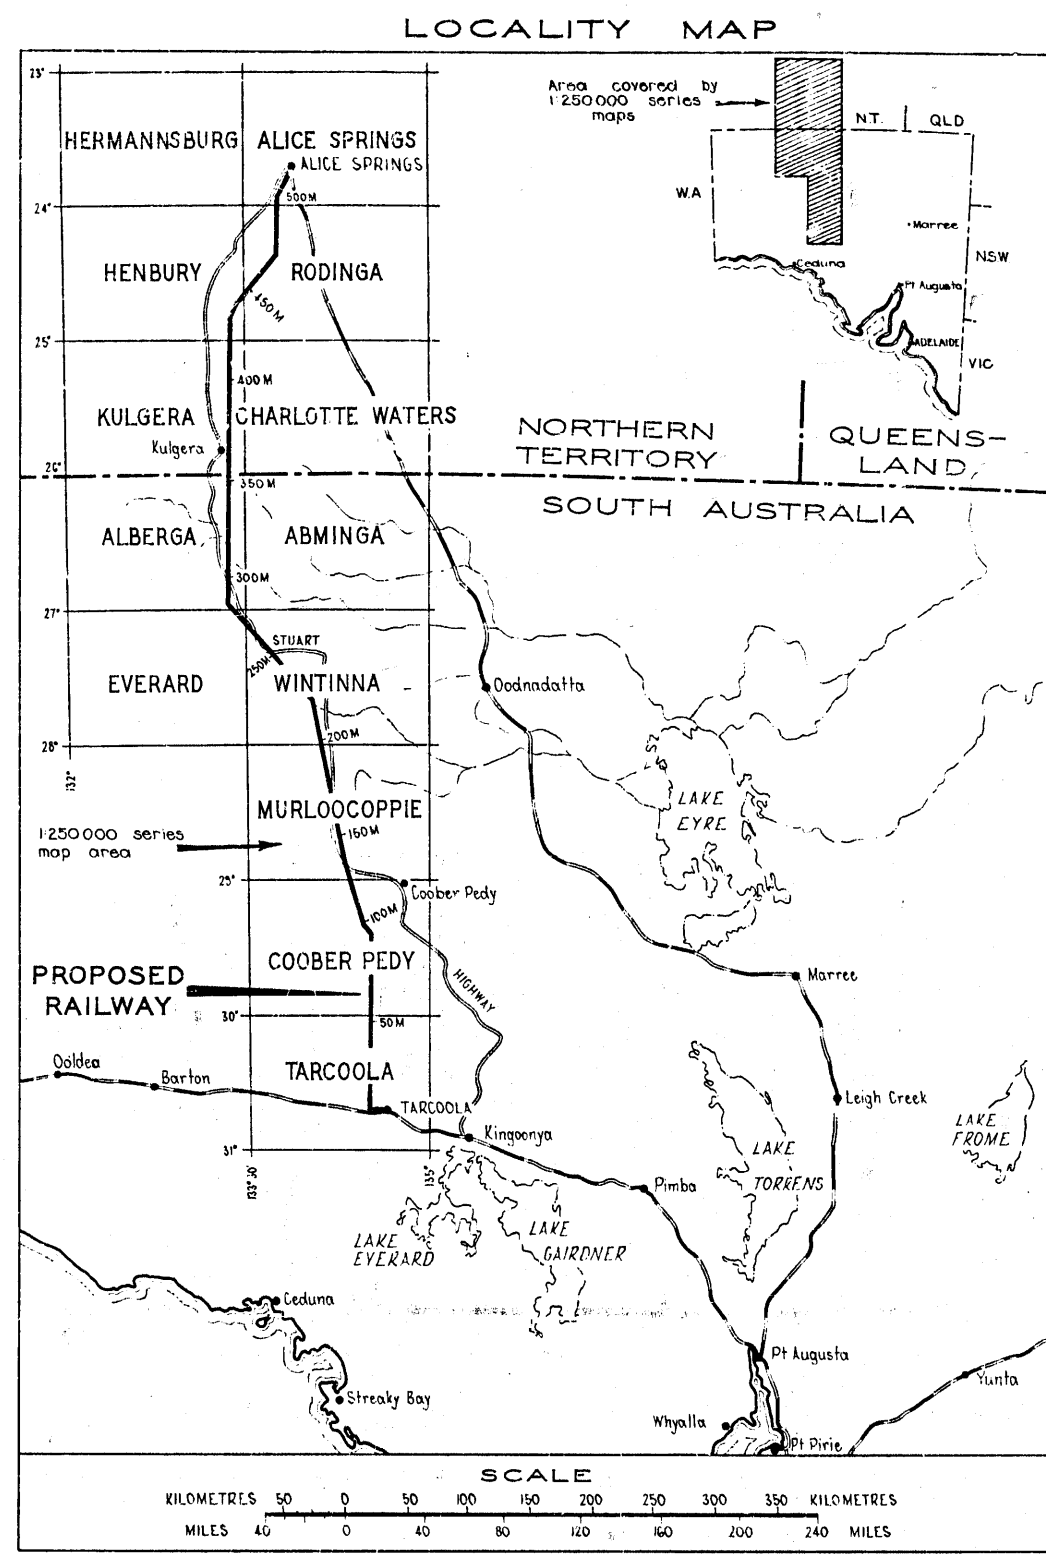 LOCALITY MAP
23°
Area covered by
1:250 000 series
maps
N.T.
QLD
W.A
Marree
NSW
Ceduna
Pt Augusta
ADELAIDE
VIC
HERMANNSBURG
ALICE SPRINGS
ALICE SPRINGS
500M
24°
HENBURY
RODINGA
450M
25°
400M
KULGERA
CHARLOTTE WATERS
Kulgera
NORTHERN
TERRITORY
QUEENS-
LAND
26°
350M
SOUTH AUSTRALIA
ALBERGA
ABMINGA
300M
27°
STUART
250M
EVERARD
WINTINNA
Oodnadatta
200M
28°
132°
LAKE
EYRE
MURLOOCOPPIE
150M
1:250 000 series
map area
25°
Coober Pedy
100M
COOBER PEDY
PROPOSED
RAILWAY
HIGHWAY
Marree
30°
50M
Ooldea
Barton
TARCOOLA
TARCOOLA
Kingoonya
Leigh Creek
LAKE
FROME
31°
133°30'
135°
LAKE
TORRENS
Pimba
LAKE
EVERARD
LAKE
GAIRDNER
Ceduna
Streaky Bay
Pt Augusta
Yunta
Whyalla
Pt Pirie
SCALE
KILOMETRES 50 0 50 100 150 200 250 300 350 KILOMETRES
MILES 40 0 40 80 120 160 200 240 MILES